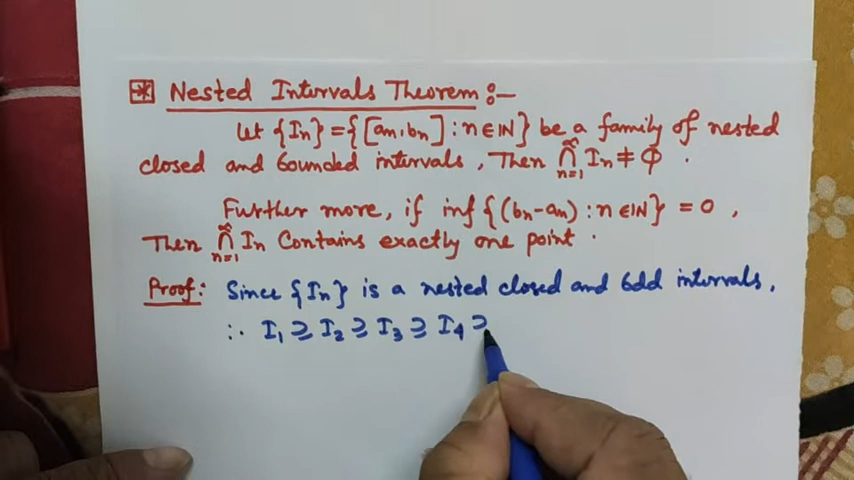 * Nested Intervals Theorem :-
Let {Iₙ} = {[aₙ, bₙ] : n ∈ ℕ} be a family of nested
closed and bounded intervals, Then ⋂ₙ₌₁^∞ Iₙ ≠ ϕ .
Further more, if inf {(bₙ-aₙ) : n ∈ ℕ} = 0 ,
Then ⋂ₙ₌₁^∞ Iₙ Contains exactly one point .
Proof: Since {Iₙ} is a nested closed and bdd intervals.
∴ I₁ ⊇ I₂ ⊇ I₃ ⊇ I₄ ⊃